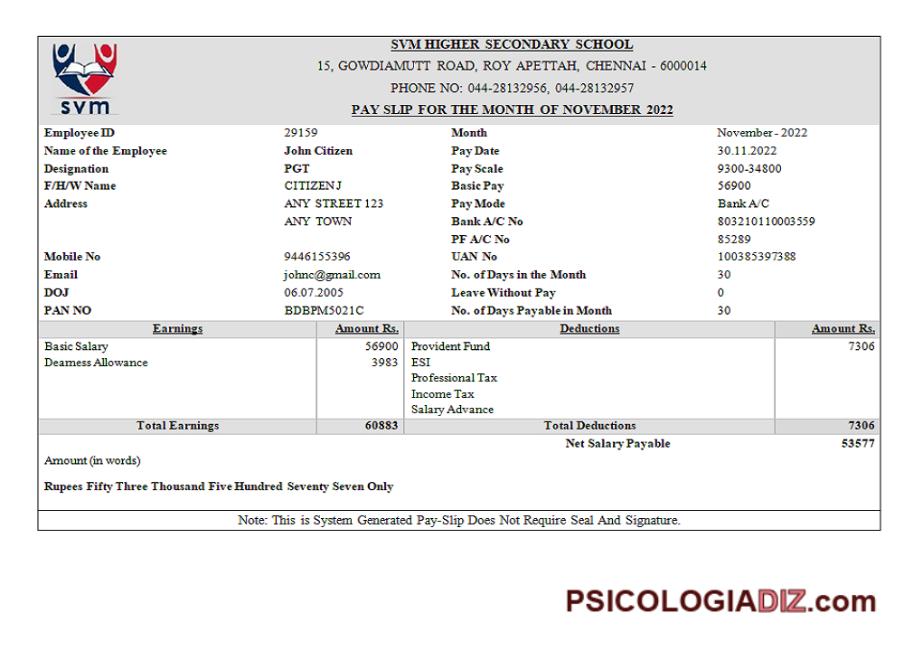 svm
SVM HIGHER SECONDARY SCHOOL
15, GOWDIAMUTT ROAD, ROY APETTAH, CHENNAI - 6000014
PHONE NO: 044-28132956, 044-28132957
PAY SLIP FOR THE MONTH OF NOVEMBER 2022
Employee ID 29159 Month November - 2022
Name of the Employee John Citizen Pay Date 30.11.2022
Designation PGT Pay Scale 9300-34800
F/H/W Name CITIZEN J Basic Pay 56900
Address ANY STREET 123 Pay Mode Bank A/C
ANY TOWN Bank A/C No 803210110003559
PF A/C No 85289
Mobile No 9446155396 UAN No 100385397388
Email johnc@gmail.com No. of Days in the Month 30
DOJ 06.07.2005 Leave Without Pay 0
PAN NO BDBPM5021C No. of Days Payable in Month 30
Earnings Amount Rs. Deductions Amount Rs.
Basic Salary 56900 Provident Fund 7306
Dearness Allowance 3983 ESI
Professional Tax
Income Tax
Salary Advance
Total Earnings 60883 Total Deductions 7306
Net Salary Payable 53577
Amount (in words)
Rupees Fifty Three Thousand Five Hundred Seventy Seven Only
Note: This is System Generated Pay-Slip Does Not Require Seal And Signature.
PSICOLOGIADIZ.com